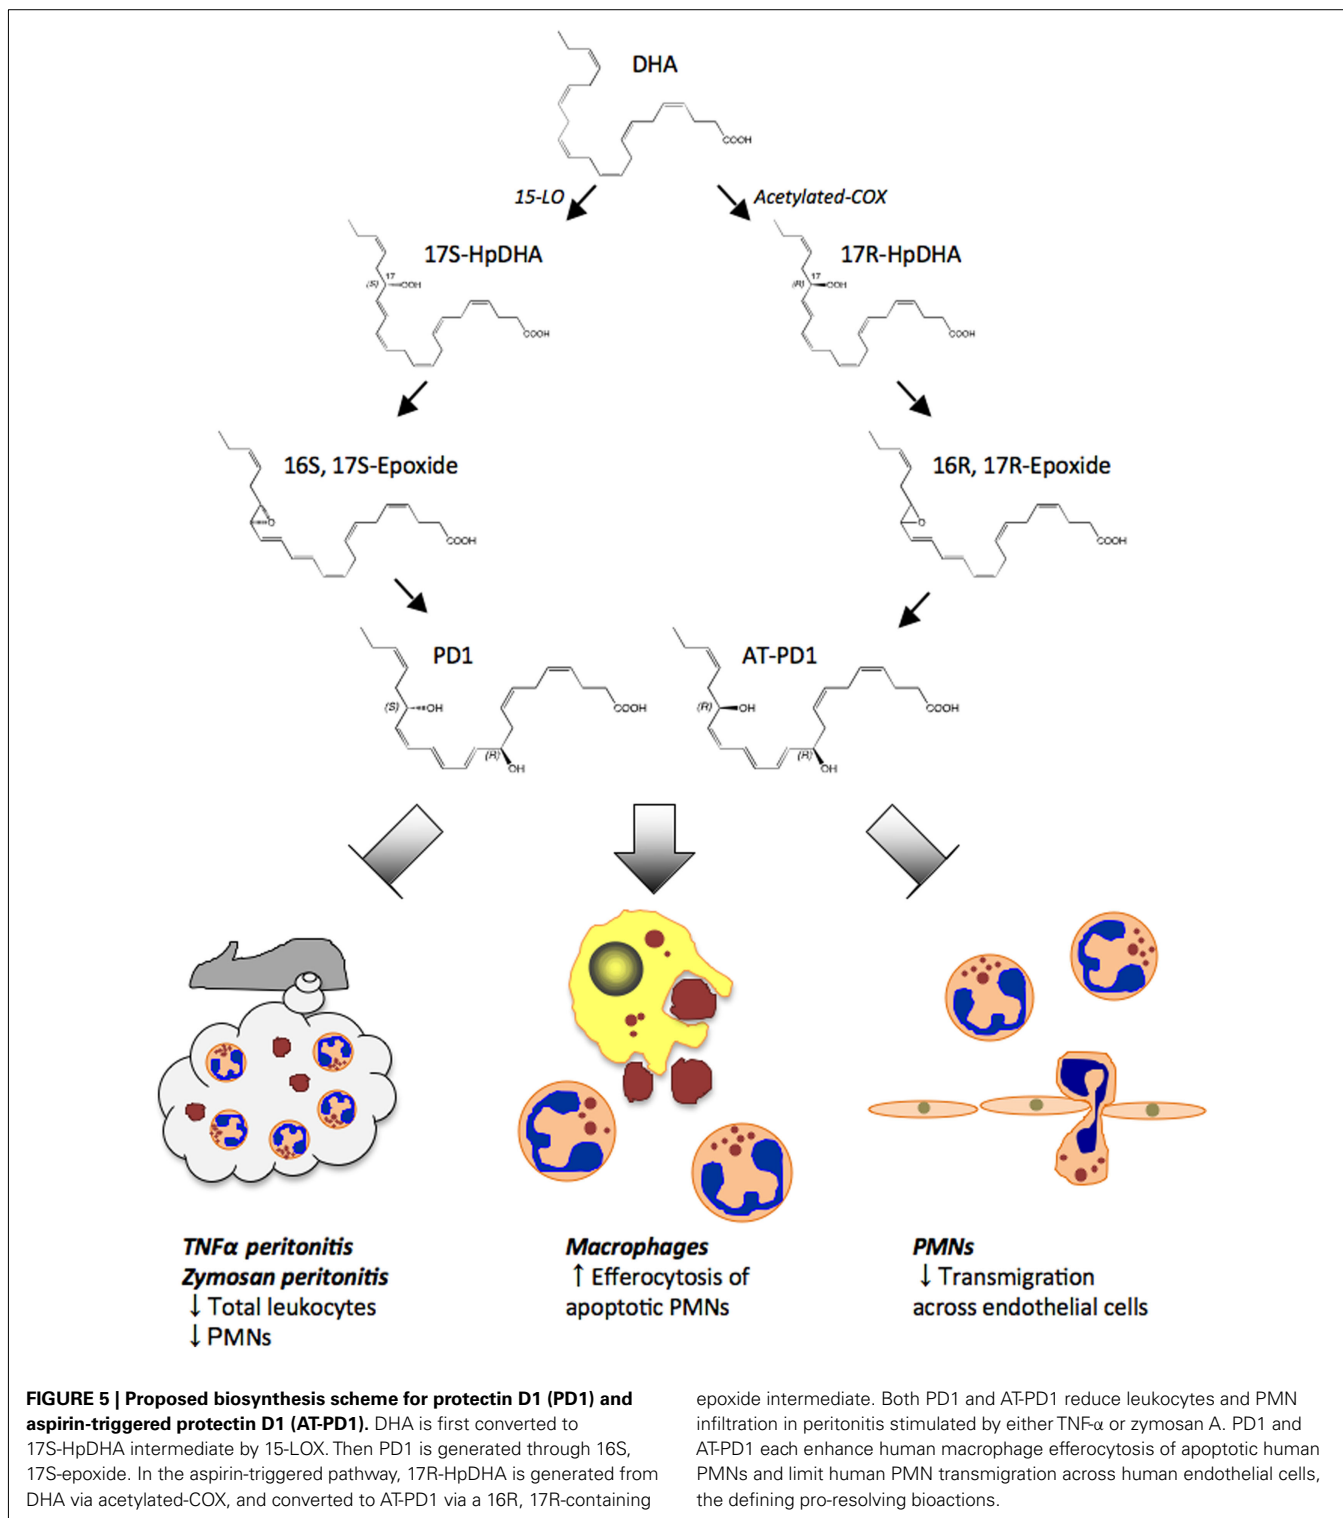 DHA
COOH
15-LO
Acetylated-COX
17S-HpDHA
17
(S)
OOH
COOH
17R-HpDHA
17
(R)
OOH
COOH
16S, 17S-Epoxide
O
COOH
16R, 17R-Epoxide
O
COOH
PD1
(S)
OH
COOH
(R)
OH
AT-PD1
(R)
OH
COOH
(R)
OH
TNFα peritonitis
Zymosan peritonitis
↓ Total leukocytes
↓ PMNs
Macrophages
↑ Efferocytosis of
apoptotic PMNs
PMNs
↓ Transmigration
across endothelial cells
FIGURE 5 | Proposed biosynthesis scheme for protectin D1 (PD1) and
aspirin-triggered protectin D1 (AT-PD1). DHA is first converted to
17S-HpDHA intermediate by 15-LOX. Then PD1 is generated through 16S,
17S-epoxide. In the aspirin-triggered pathway, 17R-HpDHA is generated from
DHA via acetylated-COX, and converted to AT-PD1 via a 16R, 17R-containing
epoxide intermediate. Both PD1 and AT-PD1 reduce leukocytes and PMN
infiltration in peritonitis stimulated by either TNF-α or zymosan A. PD1 and
AT-PD1 each enhance human macrophage efferocytosis of apoptotic human
PMNs and limit human PMN transmigration across human endothelial cells,
the defining pro-resolving bioactions.